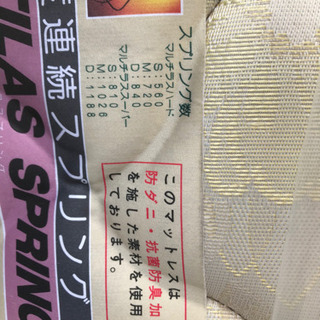 スプリング数
マルチラスリード
S:560
M:720
D:840
マルチラススーパー
S:810
M:1026
D:1188
このマットレスは
防ダニ・抗菌防臭加
を施した素材を使用
しております。
連続スプリング
LAS SPRING